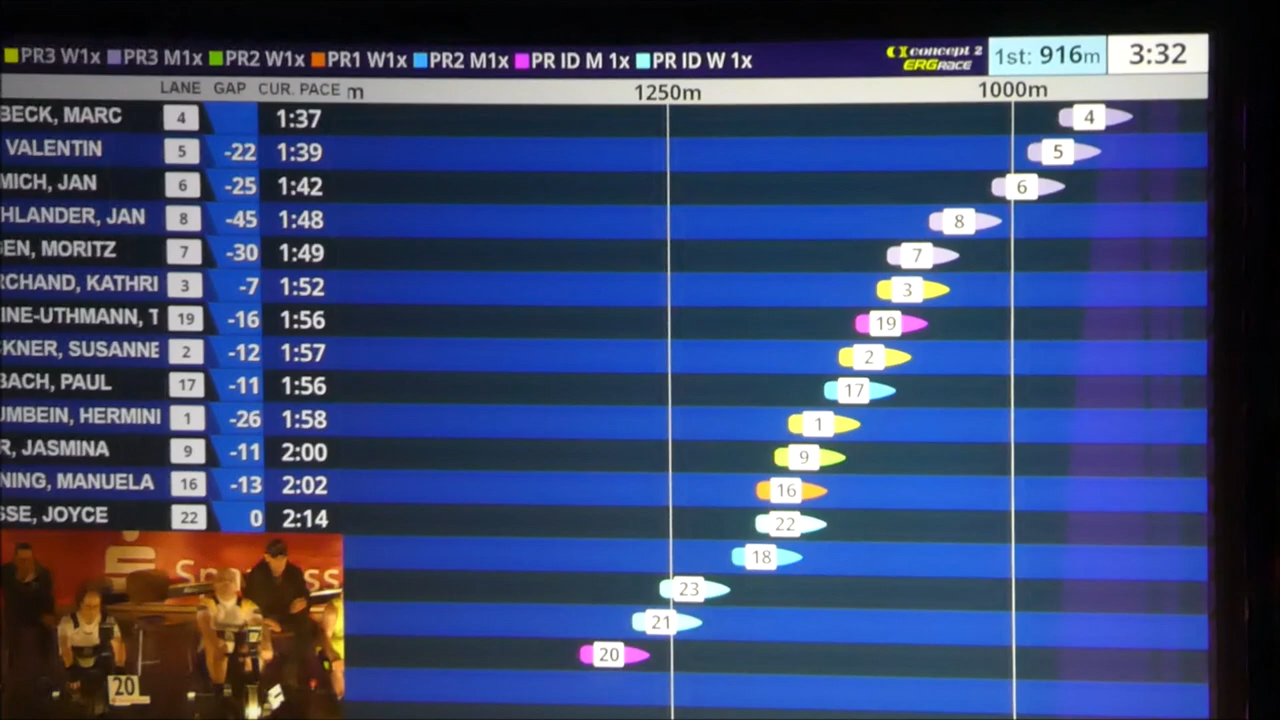 PR3 W1x PR3 M1x PR2 W1x PR1 W1x PR2 M1x PR ID M 1x PR ID W 1x concept 2 ERGRACE 1st: 916m 3:32
LANE GAP CUR. PACE m 1250m 1000m
BECK, MARC 4 1:37 4
VALENTIN 5 -22 1:39 5
MICH, JAN 6 -25 1:42 6
HLANDER, JAN 8 -45 1:48 8
EN, MORITZ 7 -30 1:49 7
RCHAND, KATHRI 3 -7 1:52 3
INE-UTHMANN, T 19 -16 1:56 19
KNER, SUSANNE 2 -12 1:57 2
BACH, PAUL 17 -11 1:56 17
UMBEIN, HERMINI 1 -26 1:58 1
R, JASMINA 9 -11 2:00 9
NING, MANUELA 16 -13 2:02 16
SSE, JOYCE 22 0 2:14 22
18
23
21
20
20